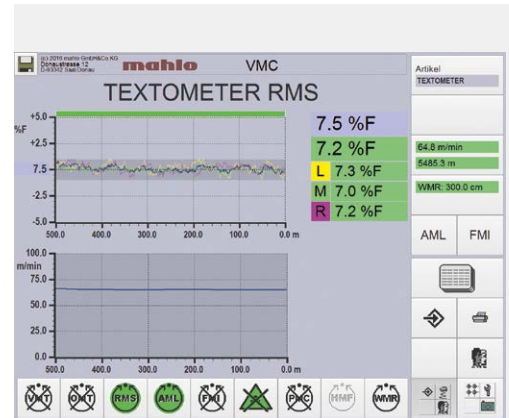 (c) 2016 mahlo GmbH&Co.KG
Donaustrasse 12
D-93342 Saal/Donau
mahlo
VMC
Artikel
TEXTOMETER
TEXTOMETER RMS
%F
+5.0
+2.5
7.5
-2.5
-5.0
500.0 400.0 300.0 200.0 100.0 0.0 m
7.5 %F
7.2 %F
L 7.3 %F
M 7.0 %F
R 7.2 %F
64.8 m/min
5485.3 m
WMR: 300.0 cm
AML FMI
100.0
m/min
75.0
50.0
25.0
0.0
500.0 400.0 300.0 200.0 100.0 0.0 m
VMT OMT RMS AML FMI PMC HMF WMR